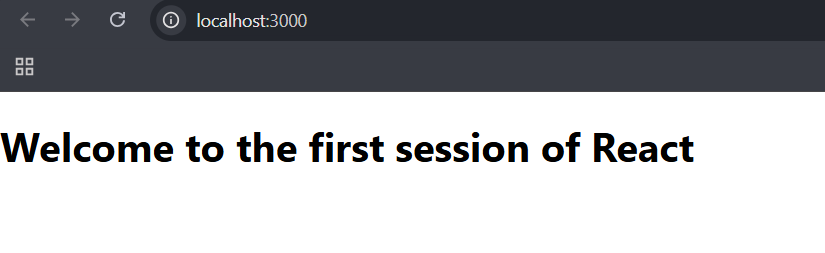 localhost:3000
Welcome to the first session of React